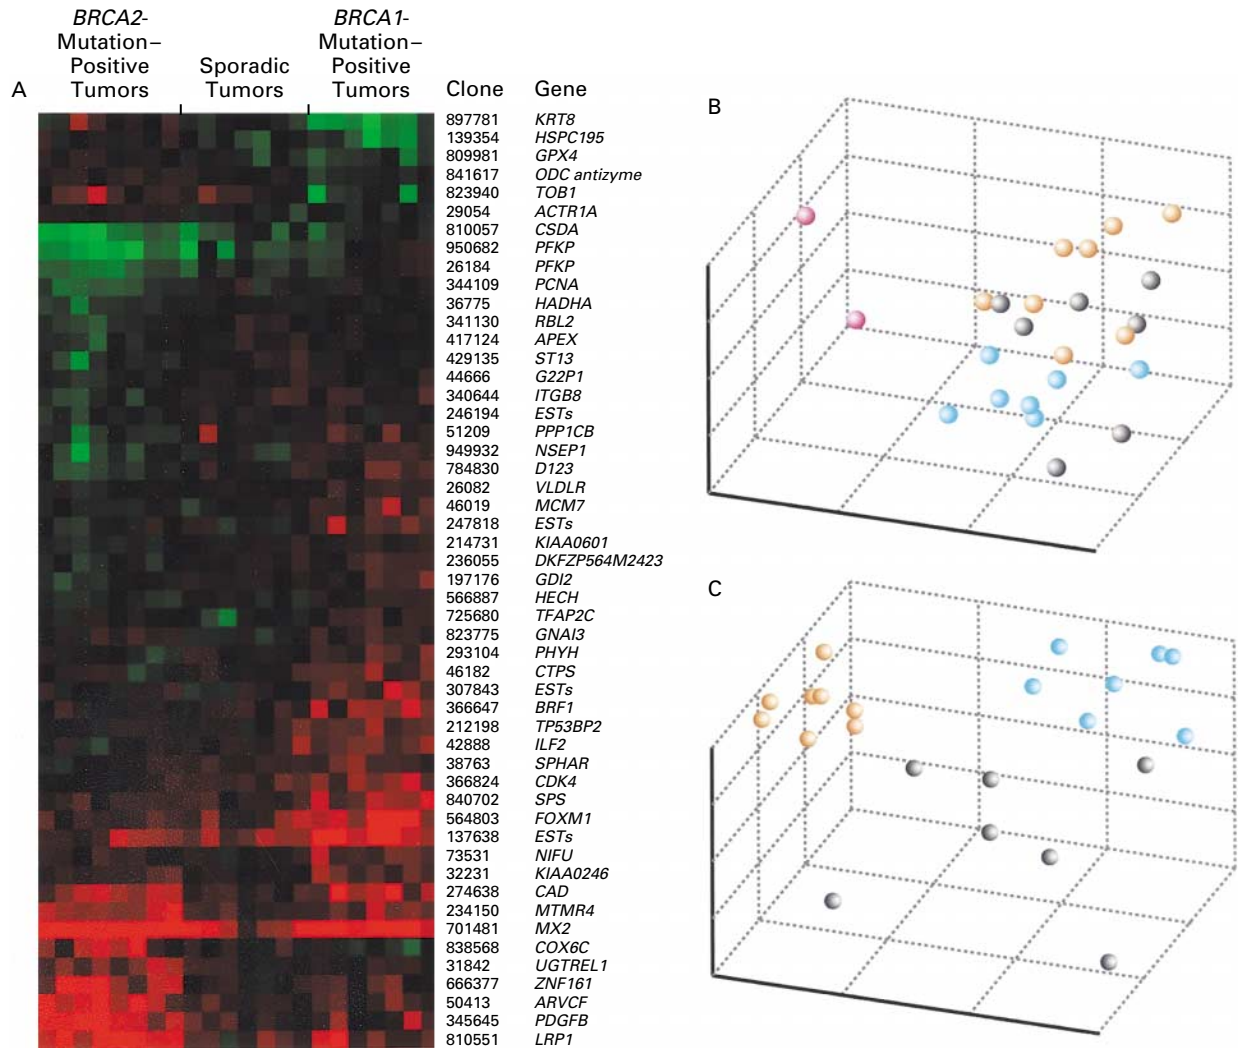 A
BRCA2-
Mutation–
Positive
Tumors
Sporadic
Tumors
BRCA1-
Mutation–
Positive
Tumors
Clone Gene
897781 KRT8
139354 HSPC195
809981 GPX4
841617 ODC antizyme
823940 TOB1
29054 ACTR1A
810057 CSDA
950682 PFKP
26184 PFKP
344109 PCNA
36775 HADHA
341130 RBL2
417124 APEX
429135 ST13
44666 G22P1
340644 ITGB8
246194 ESTs
51209 PPP1CB
949932 NSEP1
784830 D123
26082 VLDLR
46019 MCM7
247818 ESTs
214731 KIAA0601
236055 DKFZP564M2423
197176 GDI2
566887 HECH
725680 TFAP2C
823775 GNAI3
293104 PHYH
46182 CTPS
307843 ESTs
366647 BRF1
212198 TP53BP2
42888 ILF2
38763 SPHAR
366824 CDK4
840702 SPS
564803 FOXM1
137638 ESTs
73531 NIFU
32231 KIAA0246
274638 CAD
234150 MTMR4
701481 MX2
838568 COX6C
31842 UGTREL1
666377 ZNF161
50413 ARVCF
345645 PDGFB
810551 LRP1
B
C